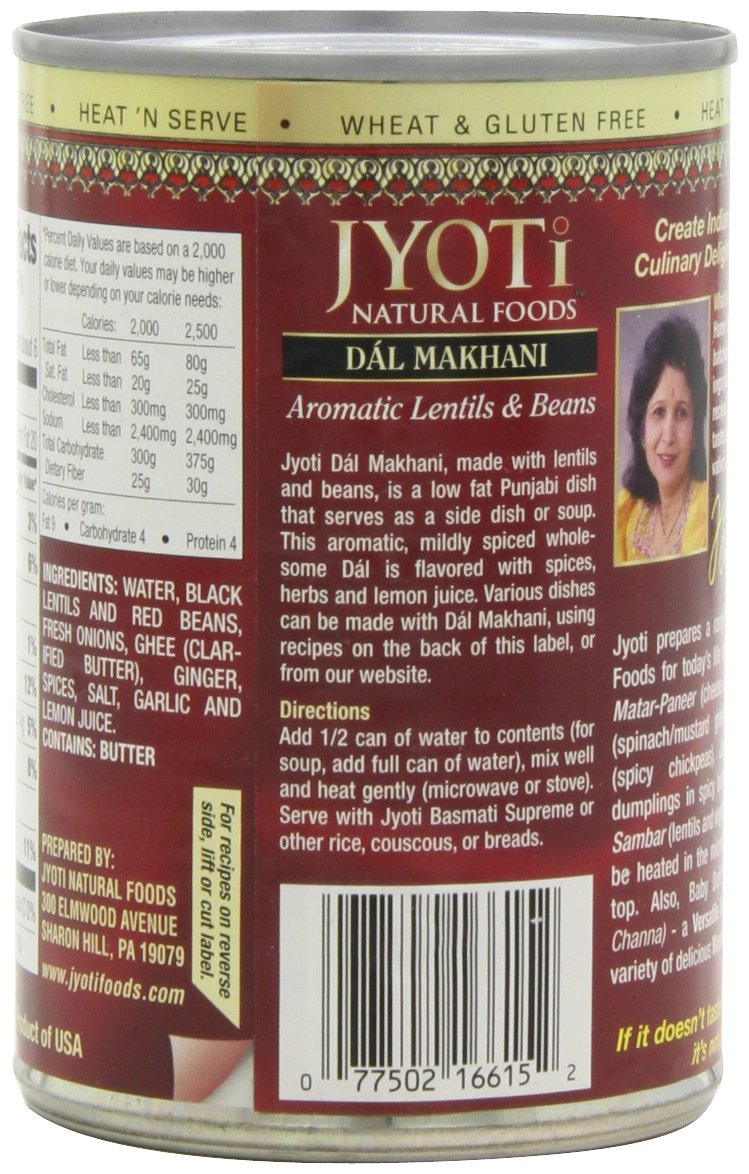 • HEAT 'N SERVE • WHEAT & GLUTEN FREE • HEAT
*Percent Daily Values are based on a 2,000
calorie diet. Your daily values may be higher
or lower depending on your calorie needs:
Calories: 2,000 2,500
Total Fat Less than 65g 80g
Sat. Fat Less than 20g 25g
Cholesterol Less than 300mg 300mg
Sodium Less than 2,400mg 2,400mg
Total Carbohydrate 300g 375g
Dietary Fiber 25g 30g
Calories per gram:
Fat 9 • Carbohydrate 4 • Protein 4
3%
6%
1%
12%
5%
8%
11%
INGREDIENTS: WATER, BLACK
LENTILS AND RED BEANS,
FRESH ONIONS, GHEE (CLAR-
IFIED BUTTER), GINGER,
SPICES, SALT, GARLIC AND
LEMON JUICE.
CONTAINS: BUTTER
PREPARED BY:
JYOTI NATURAL FOODS
300 ELMWOOD AVENUE
SHARON HILL, PA 19079
www.jyotifoods.com
Product of USA
For recipes on reverse
side, lift or cut label.
JYOTi
NATURAL FOODS™
DÁL MAKHANI
Aromatic Lentils & Beans
Jyoti Dál Makhani, made with lentils
and beans, is a low fat Punjabi dish
that serves as a side dish or soup.
This aromatic, mildly spiced whole-
some Dál is flavored with spices,
herbs and lemon juice. Various dishes
can be made with Dál Makhani, using
recipes on the back of this label, or
from our website.
Directions
Add 1/2 can of water to contents (for
soup, add full can of water), mix well
and heat gently (microwave or stove).
Serve with Jyoti Basmati Supreme or
other rice, couscous, or breads.
0 77502 16615 2
Create
Culinary
Jyoti prepares a
Foods for today's
Matar-Paneer
(spinach/mustard
(spicy chickpeas),
dumplings in spicy
Sambar (lentils and
be heated in the
top. Also, Baby
Channa) - a
variety of delicious
If it doesn't
it's